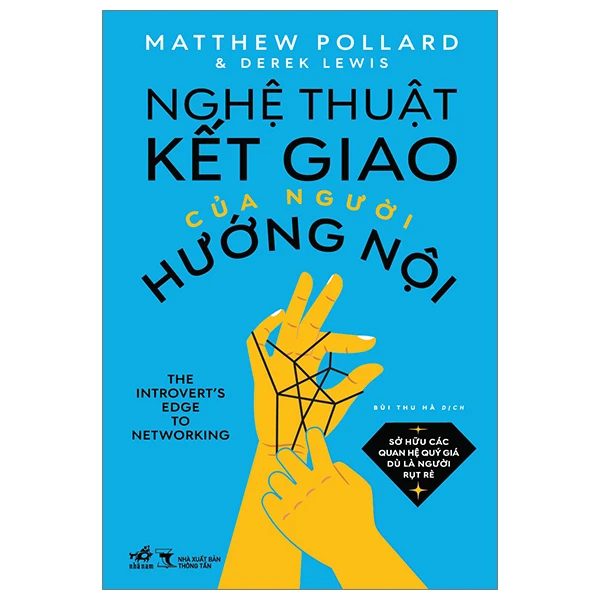 MATTHEW POLLARD
& DEREK LEWIS
NGHỆ THUẬT
KẾT GIAO
CỦA NGƯỜI
HƯỚNG NỘI
THE
INTROVERT'S
EDGE
TO
NETWORKING
BÙI THU HÀ DỊCH
SỞ HỮU CÁC
QUAN HỆ QUÝ GIÁ
DÙ LÀ NGƯỜI
RỤT RÈ
nhã nam
NHÀ XUẤT BẢN
THÔNG TẤN